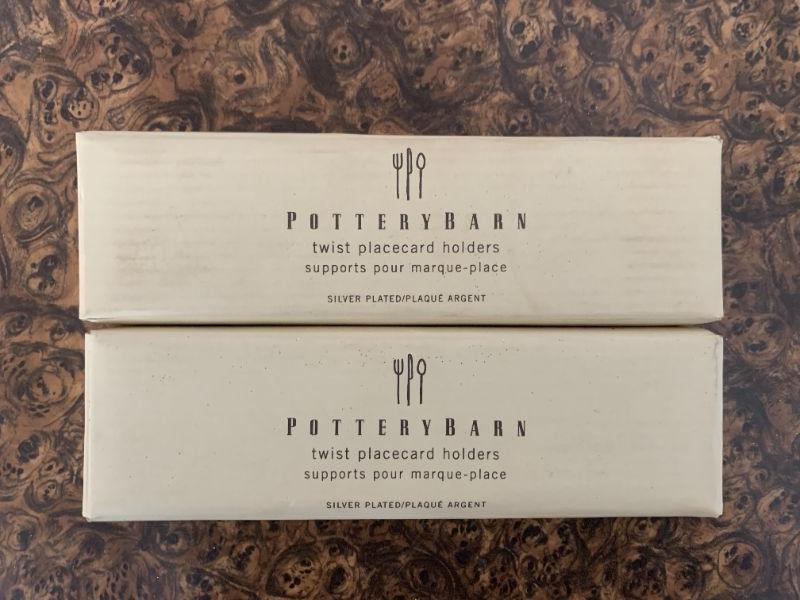 POTTERYBARN
twist placecard holders
supports pour marque-place
SILVER PLATED/PLAQUÉ ARGENT
POTTERYBARN
twist placecard holders
supports pour marque-place
SILVER PLATED/PLAQUÉ ARGENT